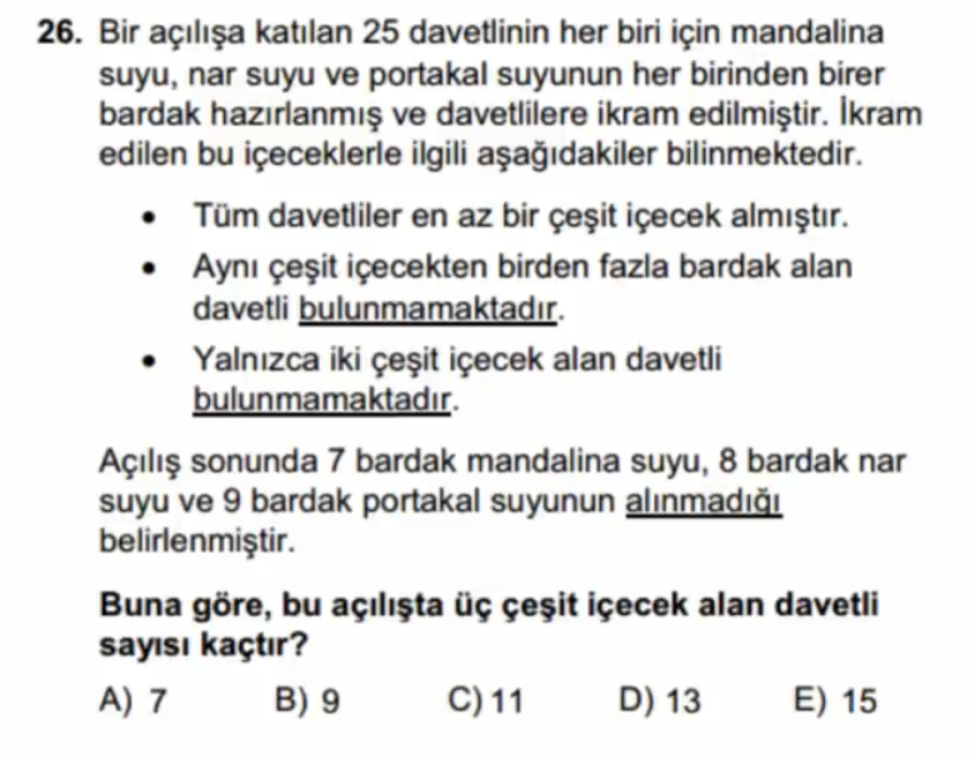 26. Bir açılışa katılan 25 davetlinin her biri için mandalina
suyu, nar suyu ve portakal suyunun her birinden birer
bardak hazırlanmış ve davetlilere ikram edilmiştir. İkram
edilen bu içeceklerle ilgili aşağıdakiler bilinmektedir.
• Tüm davetliler en az bir çeşit içecek almıştır.
• Aynı çeşit içecekten birden fazla bardak alan
davetli bulunmamaktadır.
• Yalnızca iki çeşit içecek alan davetli
bulunmamaktadır.
Açılış sonunda 7 bardak mandalina suyu, 8 bardak nar
suyu ve 9 bardak portakal suyunun alınmadığı
belirlenmiştir.
Buna göre, bu açılışta üç çeşit içecek alan davetli
sayısı kaçtır?
A) 7 B) 9 C) 11 D) 13 E) 15